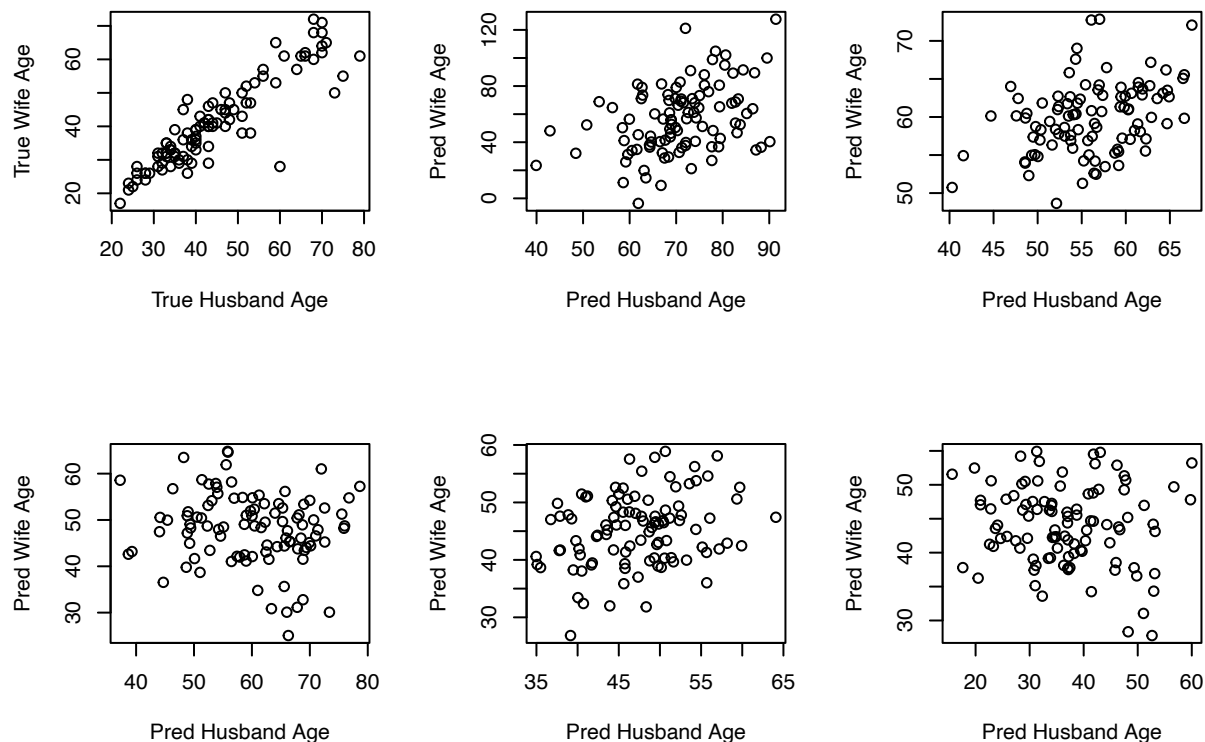 True Wife Age
20 40 60
20 30 40 50 60 70 80
True Husband Age
Pred Wife Age
0 40 80 120
40 50 60 70 80 90
Pred Husband Age
Pred Wife Age
50 60 70
40 45 50 55 60 65
Pred Husband Age
Pred Wife Age
30 40 50 60
40 50 60 70 80
Pred Husband Age
Pred Wife Age
30 40 50 60
35 45 55 65
Pred Husband Age
Pred Wife Age
30 40 50
20 30 40 50 60
Pred Husband Age